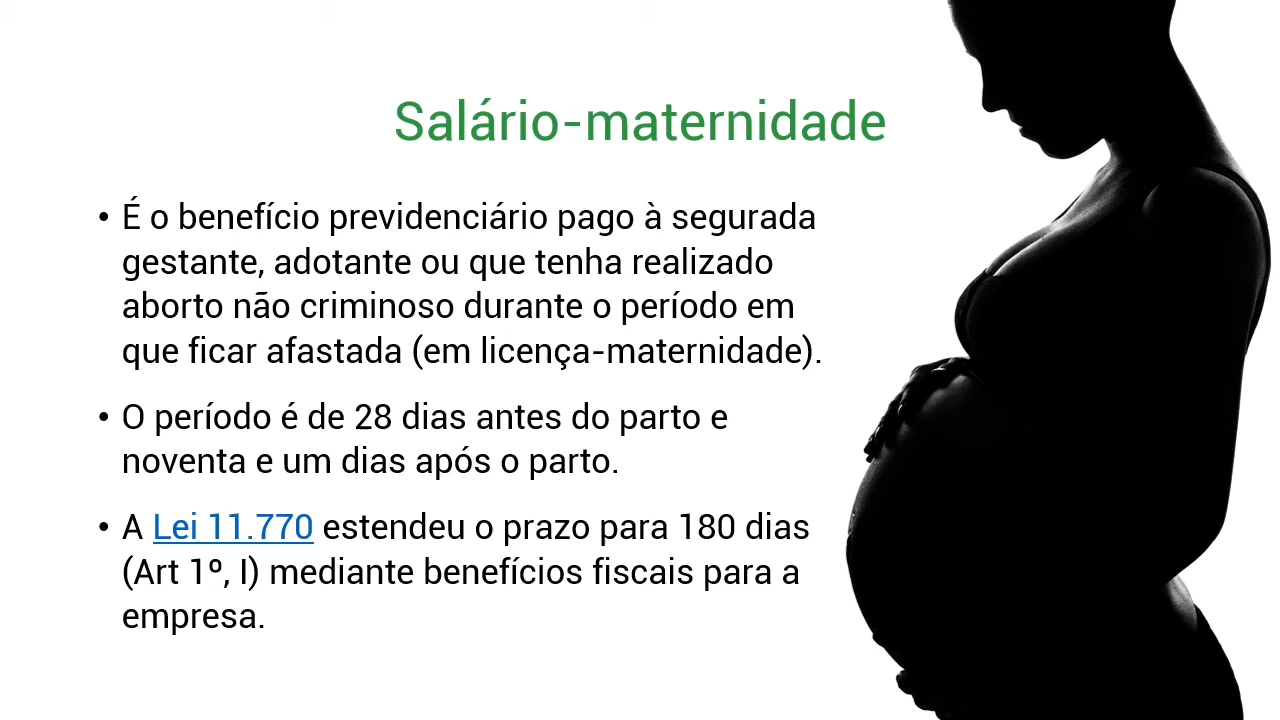 Salário-maternidade
• É o benefício previdenciário pago à segurada
gestante, adotante ou que tenha realizado
aborto não criminoso durante o período em
que ficar afastada (em licença-maternidade).
• O período é de 28 dias antes do parto e
noventa e um dias após o parto.
• A Lei 11.770 estendeu o prazo para 180 dias
(Art 1º, I) mediante benefícios fiscais para a
empresa.